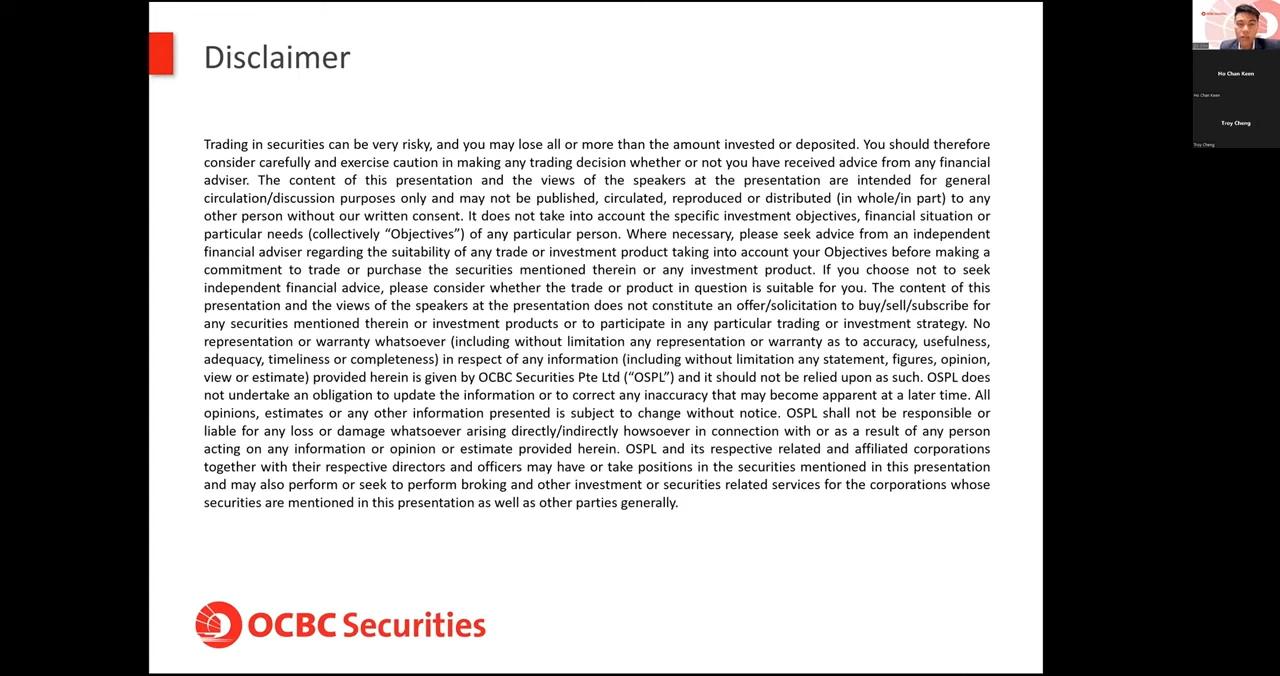 Disclaimer
Trading in securities can be very risky, and you may lose all or more than the amount invested or deposited. You should therefore
consider carefully and exercise caution in making any trading decision whether or not you have received advice from any financial
adviser. The content of this presentation and the views of the speakers at the presentation are intended for general
circulation/discussion purposes only and may not be published, circulated, reproduced or distributed (in whole/in part) to any
other person without our written consent. It does not take into account the specific investment objectives, financial situation or
particular needs (collectively “Objectives”) of any particular person. Where necessary, please seek advice from an independent
financial adviser regarding the suitability of any trade or investment product taking into account your Objectives before making a
commitment to trade or purchase the securities mentioned therein or any investment product. If you choose not to seek
independent financial advice, please consider whether the trade or product in question is suitable for you. The content of this
presentation and the views of the speakers at the presentation does not constitute an offer/solicitation to buy/sell/subscribe for
any securities mentioned therein or investment products or to participate in any particular trading or investment strategy. No
representation or warranty whatsoever (including without limitation any representation or warranty as to accuracy, usefulness,
adequacy, timeliness or completeness) in respect of any information (including without limitation any statement, figures, opinion,
view or estimate) provided herein is given by OCBC Securities Pte Ltd (“OSPL”) and it should not be relied upon as such. OSPL does
not undertake an obligation to update the information or to correct any inaccuracy that may become apparent at a later time. All
opinions, estimates or any other information presented is subject to change without notice. OSPL shall not be responsible or
liable for any loss or damage whatsoever arising directly/indirectly howsoever in connection with or as a result of any person
acting on any information or opinion or estimate provided herein. OSPL and its respective related and affiliated corporations
together with their respective directors and officers may have or take positions in the securities mentioned in this presentation
and may also perform or seek to perform broking and other investment or securities related services for the corporations whose
securities are mentioned in this presentation as well as other parties generally.
OCBC Securities
Ho Chan Keen
Ho Chan Keen
Troy Cheng
Troy Cheng